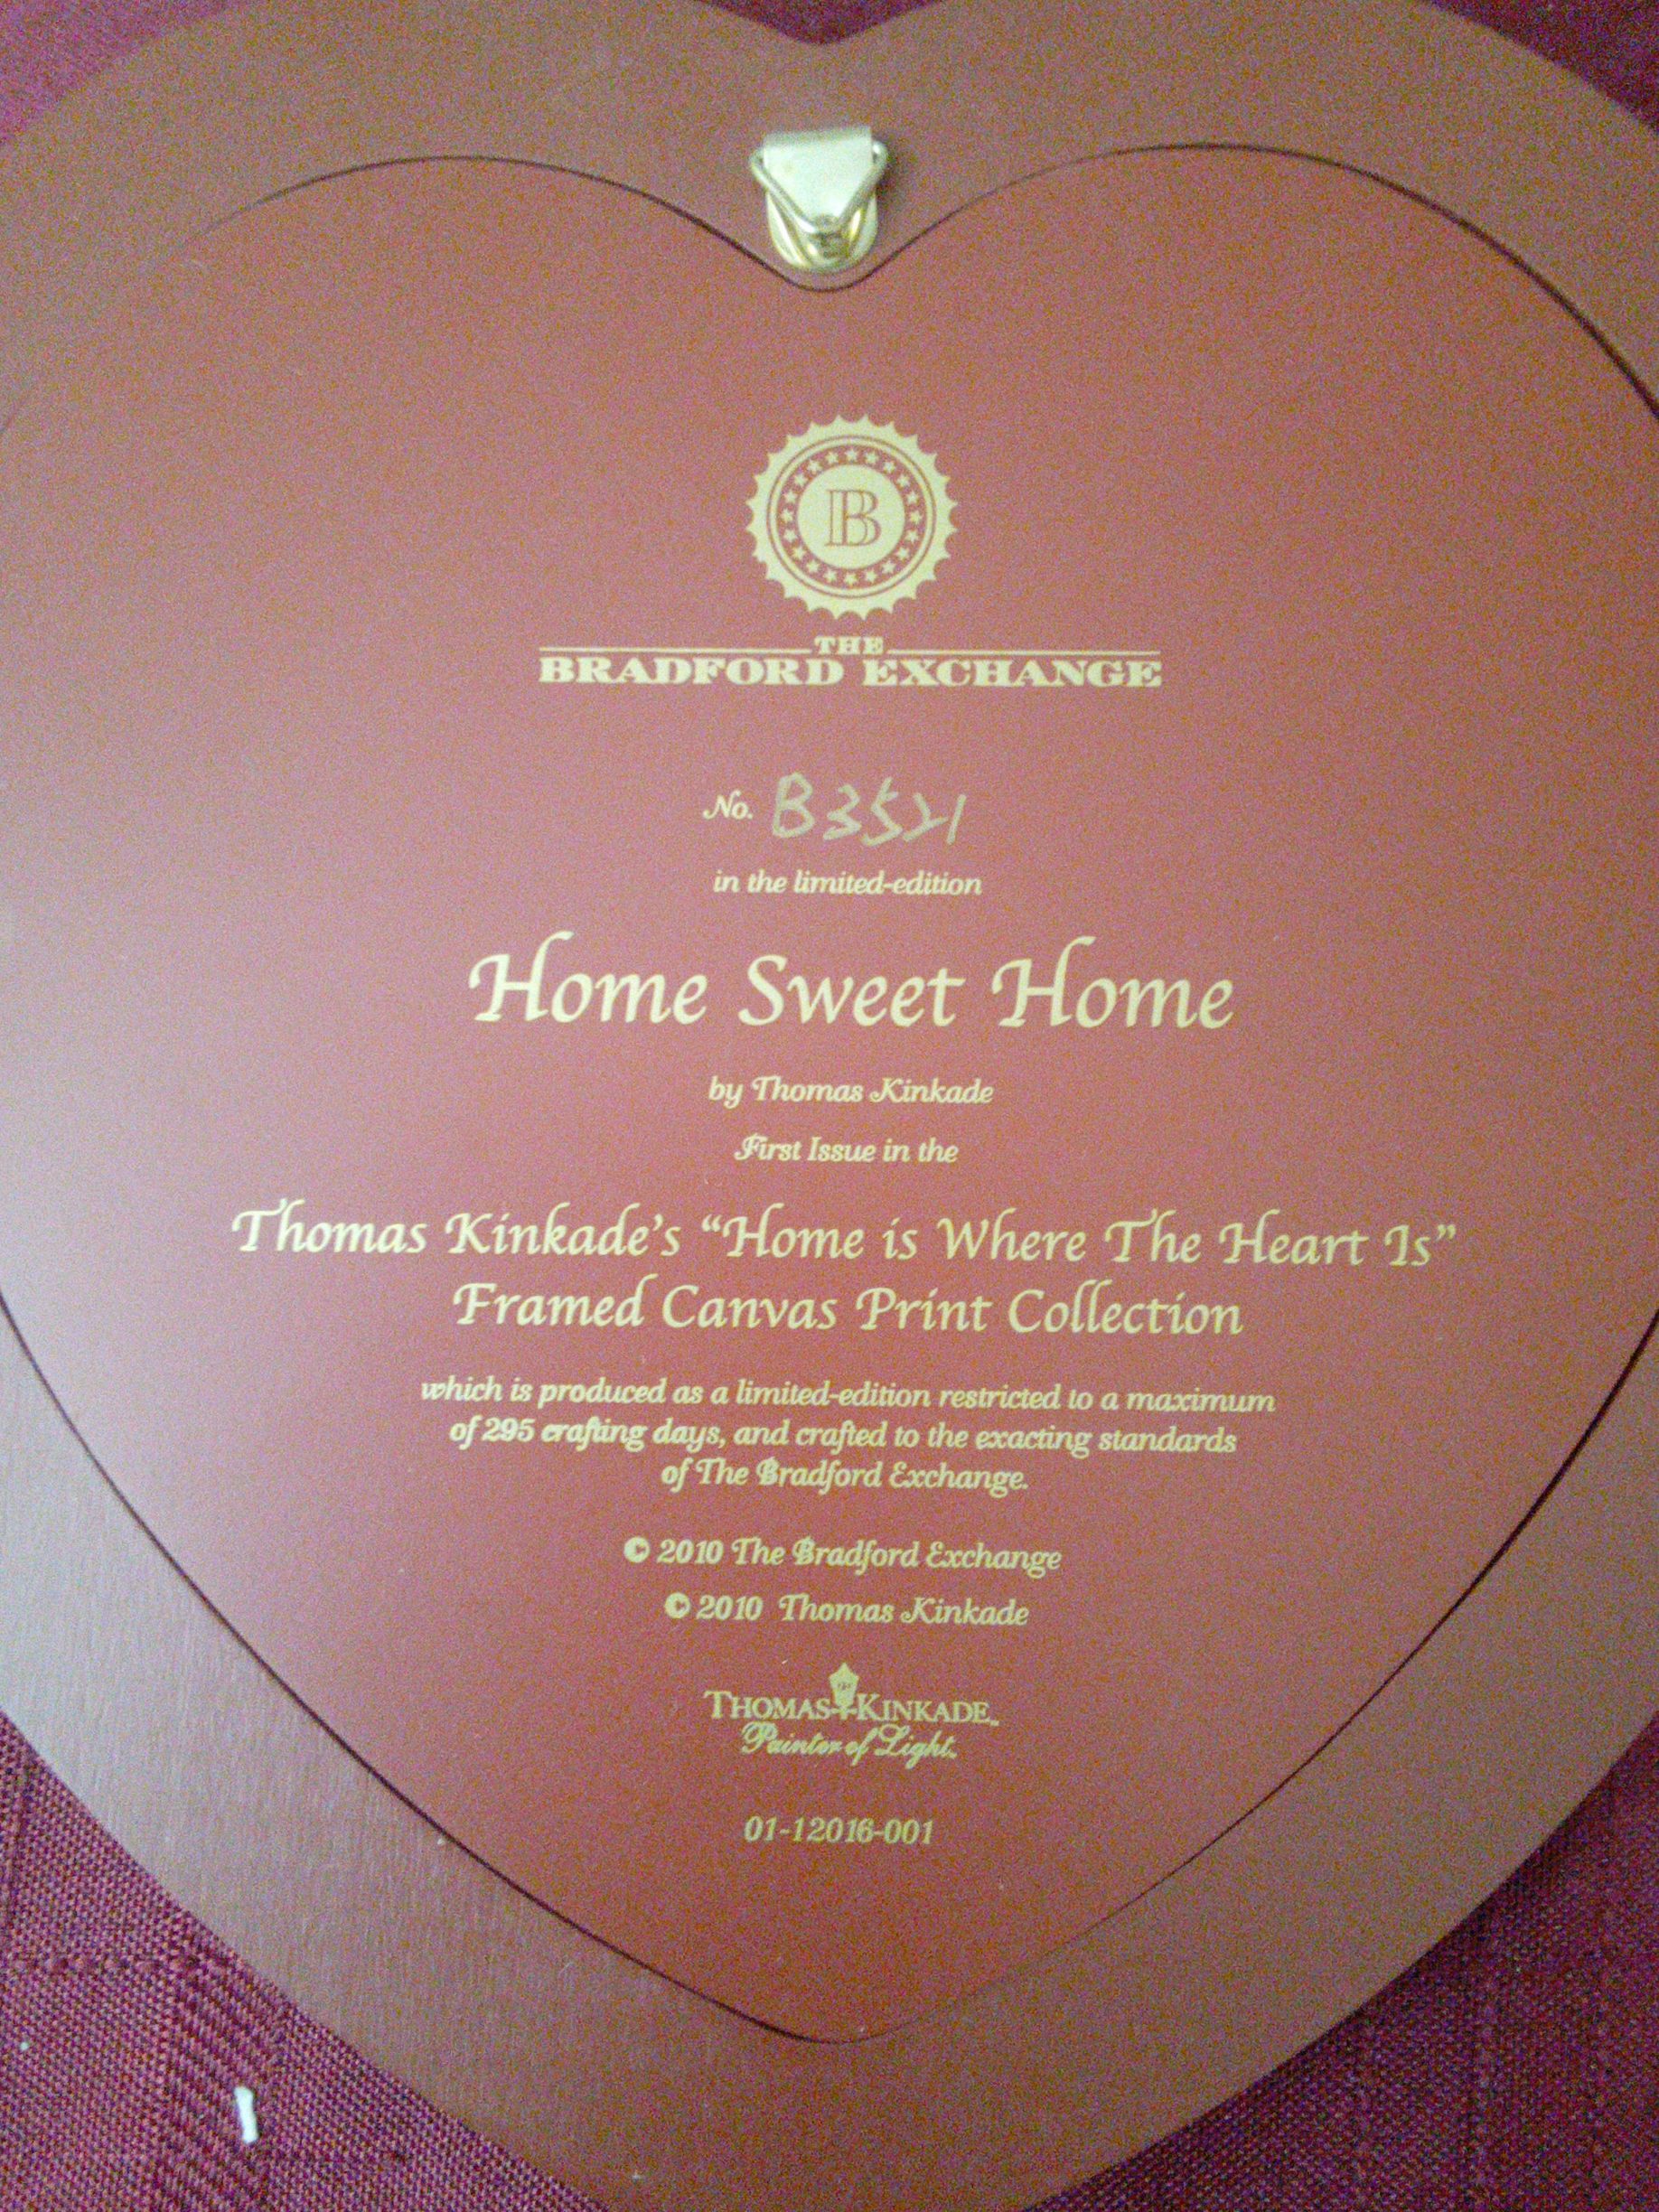 B
THE
BRADFORD EXCHANGE
No. B3521
in the limited-edition
Home Sweet Home
by Thomas Kinkade
First Issue in the
Thomas Kinkade's "Home is Where The Heart Is"
Framed Canvas Print Collection
which is produced as a limited-edition restricted to a maximum
of 295 crafting days, and crafted to the exacting standards
of The Bradford Exchange.
© 2010 The Bradford Exchange
© 2010 Thomas Kinkade
THOMAS KINKADE™
Painter of Light™
01-12016-001